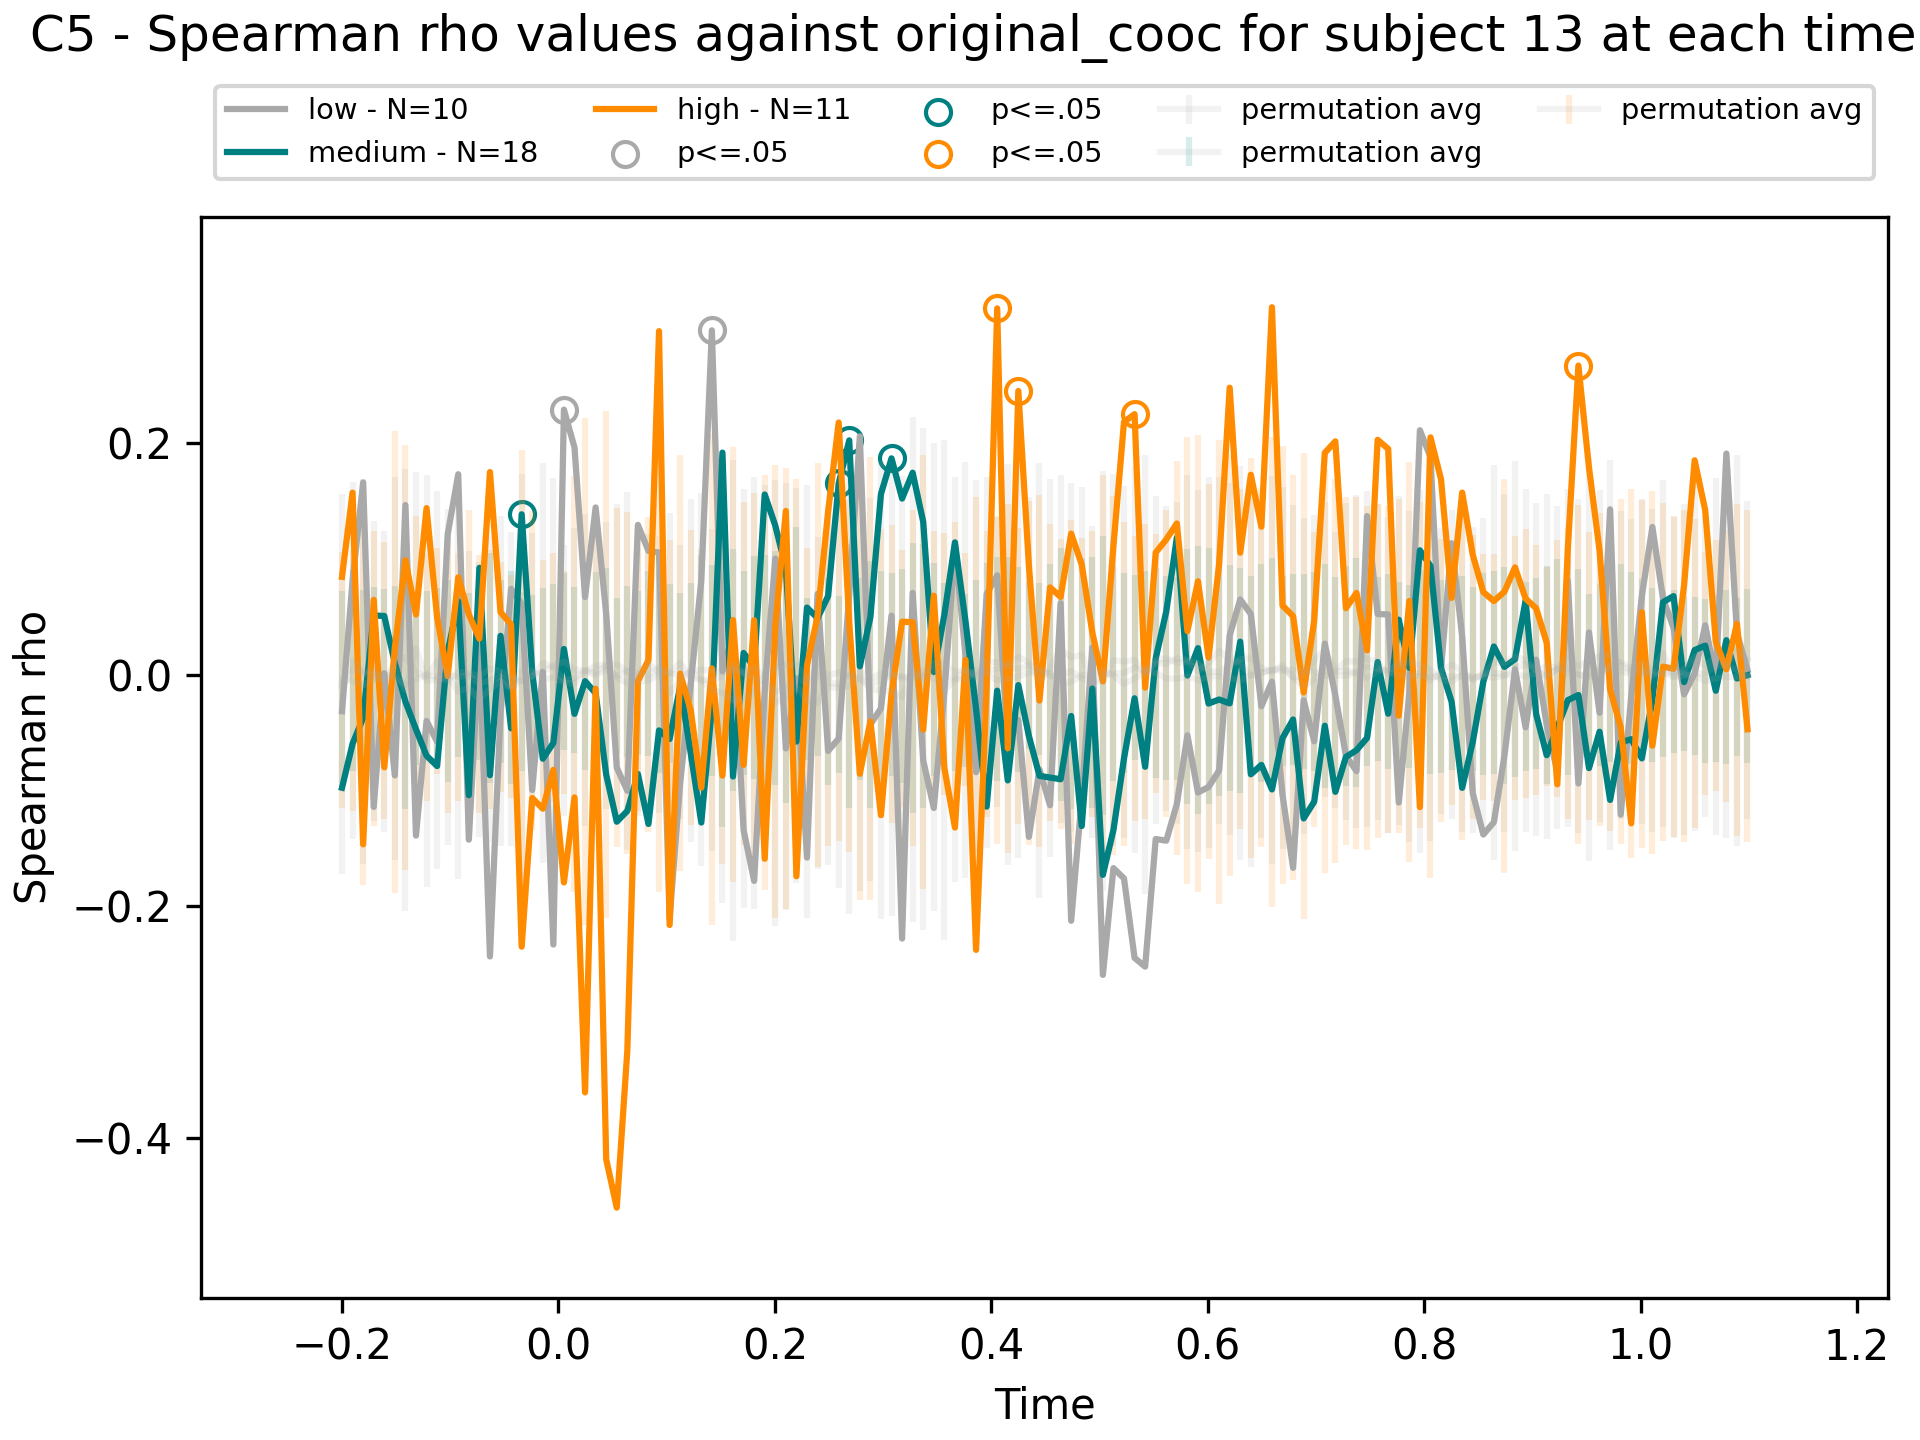 C5 - Spearman rho values against original_cooc for subject 13 at each time
low - N=10
medium - N=18
high - N=11
p<=.05
p<=.05
p<=.05
permutation avg
permutation avg
permutation avg
Spearman rho
0.2
0.0
−0.2
−0.4
−0.2
0.0
0.2
0.4
0.6
0.8
1.0
1.2
Time